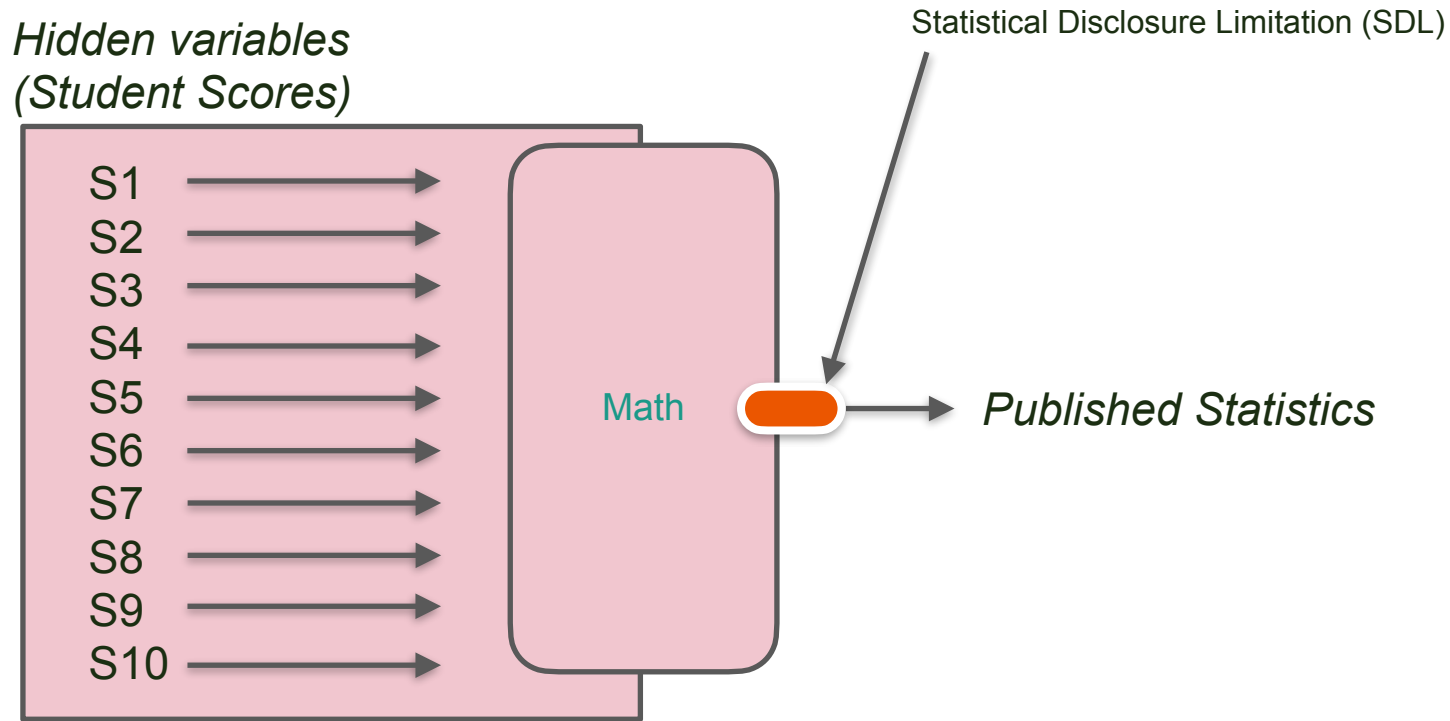 Hidden variables
(Student Scores)
Statistical Disclosure Limitation (SDL)
S1
S2
S3
S4
S5
S6
S7
S8
S9
S10
Math
Published Statistics